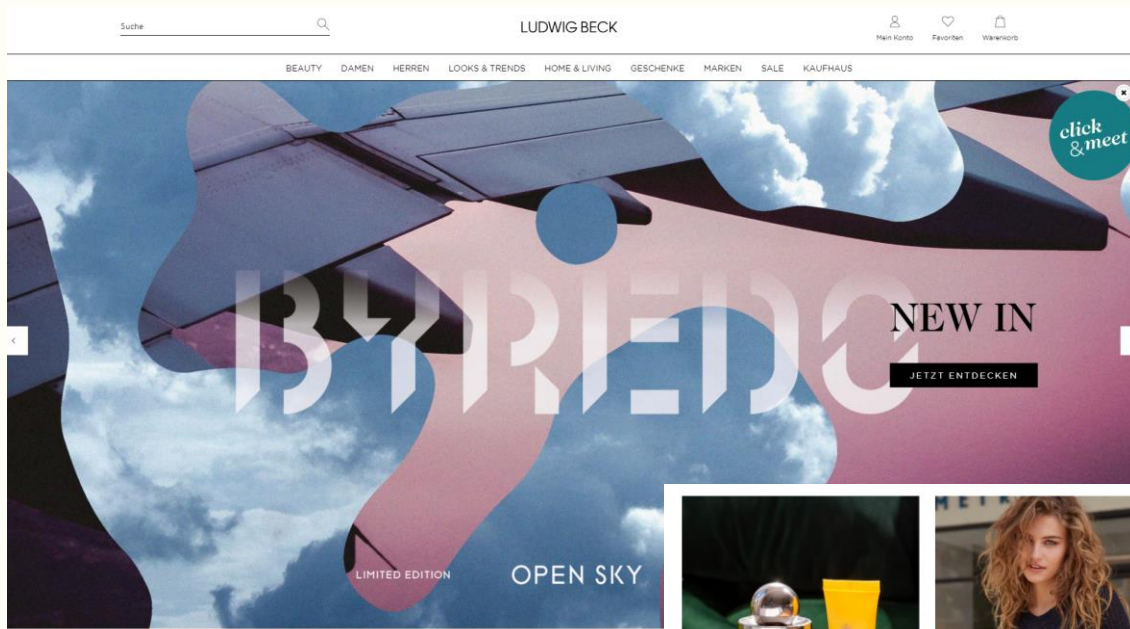 Suche
LUDWIG BECK
Mein Konto
Favoriten
Warenkorb
BEAUTY DAMEN HERREN LOOKS & TRENDS HOME & LIVING GESCHENKE MARKEN SALE KAUFHAUS
click
& meet
BYREDO
NEW IN
JETZT ENTDECKEN
LIMITED EDITION
OPEN SKY